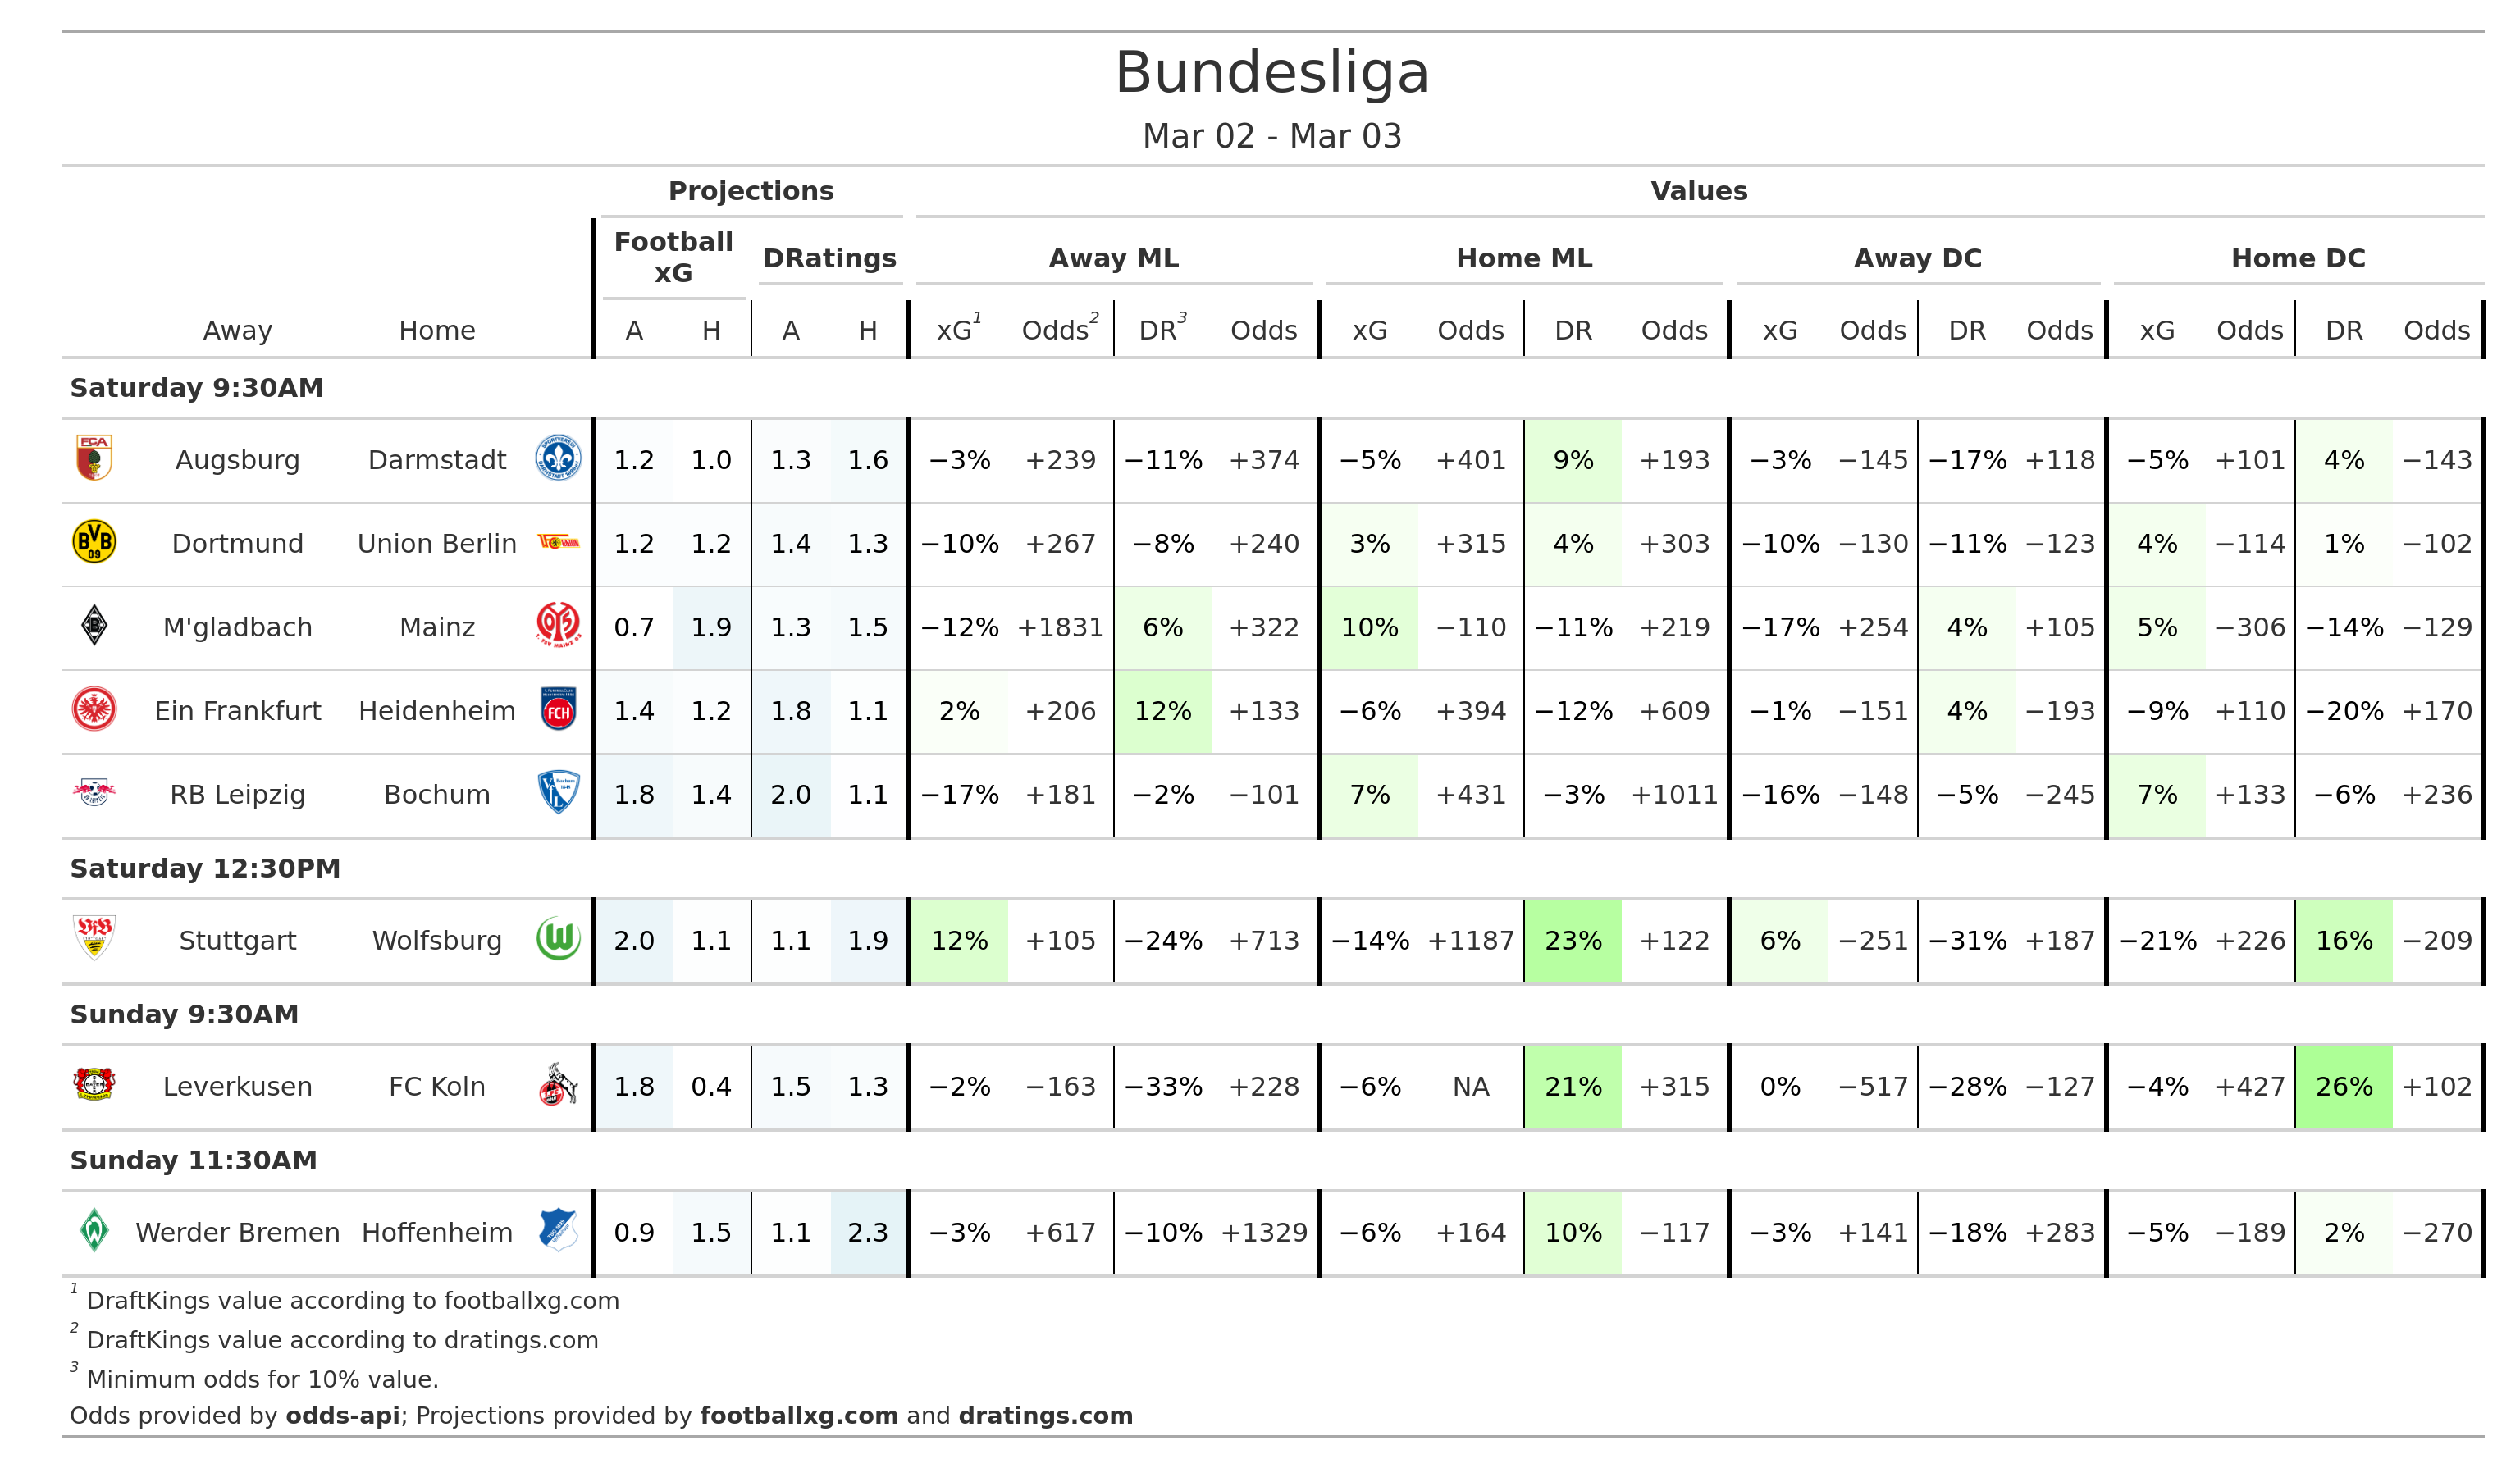 Bundesliga
Mar 02 - Mar 03
Projections Values
Football xG DRatings Away ML Home ML Away DC Home DC
Away Home A H A H xG1 Odds2 DR3 Odds xG Odds DR Odds xG Odds DR Odds xG Odds DR Odds
Saturday 9:30AM
Augsburg Darmstadt 1.2 1.0 1.3 1.6 −3% +239 −11% +374 −5% +401 9% +193 −3% −145 −17% +118 −5% +101 4% −143
Dortmund Union Berlin 1.2 1.2 1.4 1.3 −10% +267 −8% +240 3% +315 4% +303 −10% −130 −11% −123 4% −114 1% −102
M'gladbach Mainz 0.7 1.9 1.3 1.5 −12% +1831 6% +322 10% −110 −11% +219 −17% +254 4% +105 5% −306 −14% −129
Ein Frankfurt Heidenheim 1.4 1.2 1.8 1.1 2% +206 12% +133 −6% +394 −12% +609 −1% −151 4% −193 −9% +110 −20% +170
RB Leipzig Bochum 1.8 1.4 2.0 1.1 −17% +181 −2% −101 7% +431 −3% +1011 −16% −148 −5% −245 7% +133 −6% +236
Saturday 12:30PM
Stuttgart Wolfsburg 2.0 1.1 1.1 1.9 12% +105 −24% +713 −14% +1187 23% +122 6% −251 −31% +187 −21% +226 16% −209
Sunday 9:30AM
Leverkusen FC Koln 1.8 0.4 1.5 1.3 −2% −163 −33% +228 −6% NA 21% +315 0% −517 −28% −127 −4% +427 26% +102
Sunday 11:30AM
Werder Bremen Hoffenheim 0.9 1.5 1.1 2.3 −3% +617 −10% +1329 −6% +164 10% −117 −3% +141 −18% +283 −5% −189 2% −270
1 DraftKings value according to footballxg.com
2 DraftKings value according to dratings.com
3 Minimum odds for 10% value.
Odds provided by odds-api; Projections provided by footballxg.com and dratings.com